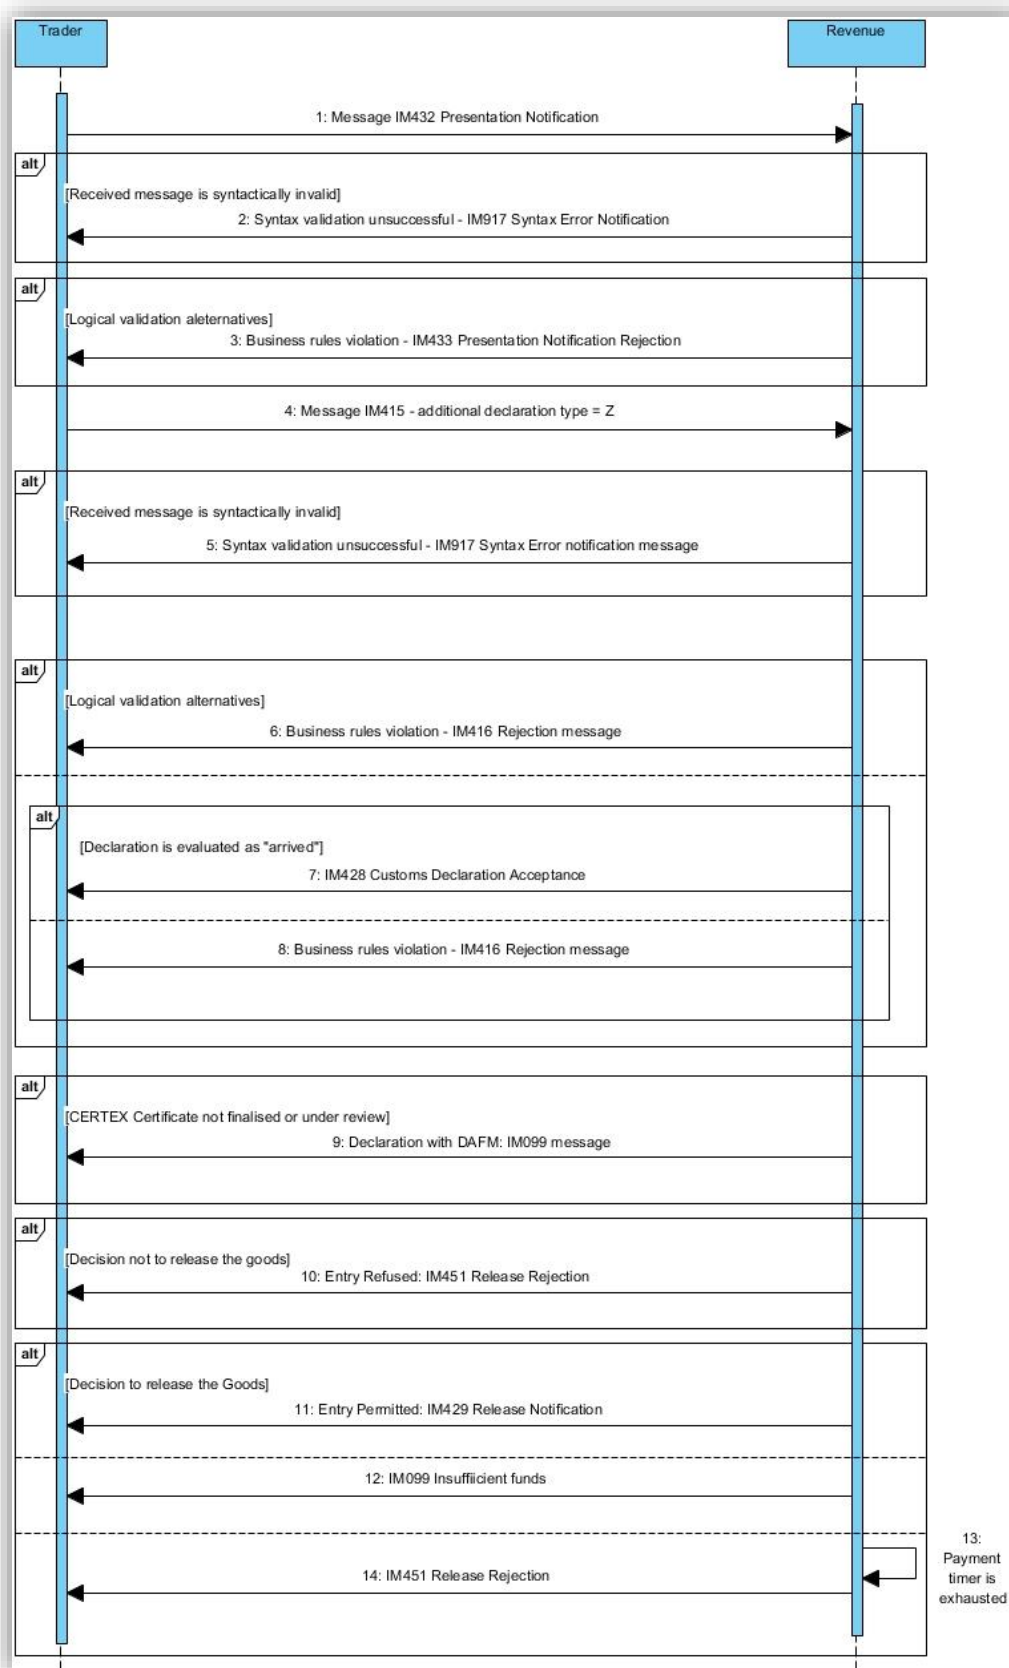 Trader
Revenue
1: Message IM432 Presentation Notification
alt
[Received message is syntactically invalid]
2: Syntax validation unsuccessful - IM917 Syntax Error Notification
alt
[Logical validation aleternatives]
3: Business rules violation - IM433 Presentation Notification Rejection
4: Message IM415 - additional declaration type = Z
alt
[Received message is syntactically invalid]
5: Syntax validation unsuccessful - IM917 Syntax Error notification message
alt
[Logical validation alternatives]
6: Business rules violation - IM416 Rejection message
alt
[Declaration is evaluated as "arrived"]
7: IM428 Customs Declaration Acceptance
8: Business rules violation - IM416 Rejection message
alt
[CERTEX Certificate not finalised or under review]
9: Declaration with DAFM: IM099 message
alt
[Decision not to release the goods]
10: Entry Refused: IM451 Release Rejection
alt
[Decision to release the Goods]
11: Entry Permitted: IM429 Release Notification
12: IM099 Insuffiicient funds
13:
Payment
timer is
exhausted
14: IM451 Release Rejection